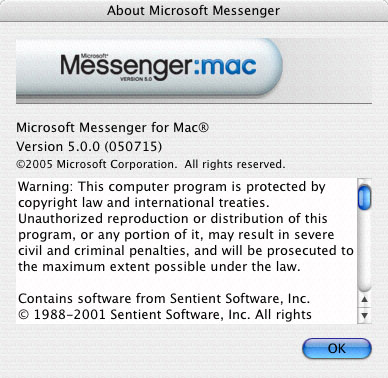 About Microsoft Messenger
Microsoft®
Messenger:mac
VERSION 5.0
Microsoft Messenger for Mac®
Version 5.0.0 (050715)
©2005 Microsoft Corporation. All rights reserved.
Warning: This computer program is protected by
copyright law and international treaties.
Unauthorized reproduction or distribution of this
program, or any portion of it, may result in severe
civil and criminal penalties, and will be prosecuted to
the maximum extent possible under the law.
Contains software from Sentient Software, Inc.
© 1988-2001 Sentient Software, Inc. All rights
OK